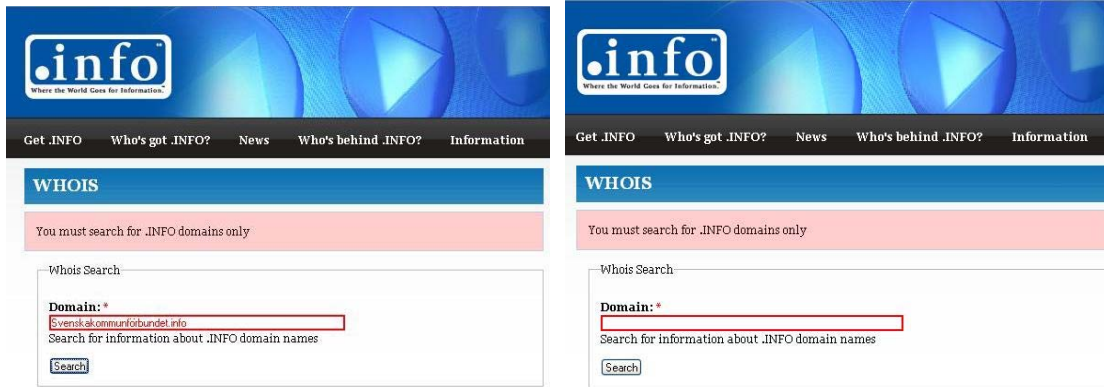 .info
Where the World Goes for Information.™
Get .INFO Who's got .INFO? News Who's behind .INFO? Information
WHOIS
You must search for .INFO domains only
Whois Search
Domain: *
Svenskakommunförbundet.info
Search for information about .INFO domain names
Search
.info
Where the World Goes for Information.™
Get .INFO Who's got .INFO? News Who's behind .INFO? Information
WHOIS
You must search for .INFO domains only
Whois Search
Domain: *
Search for information about .INFO domain names
Search